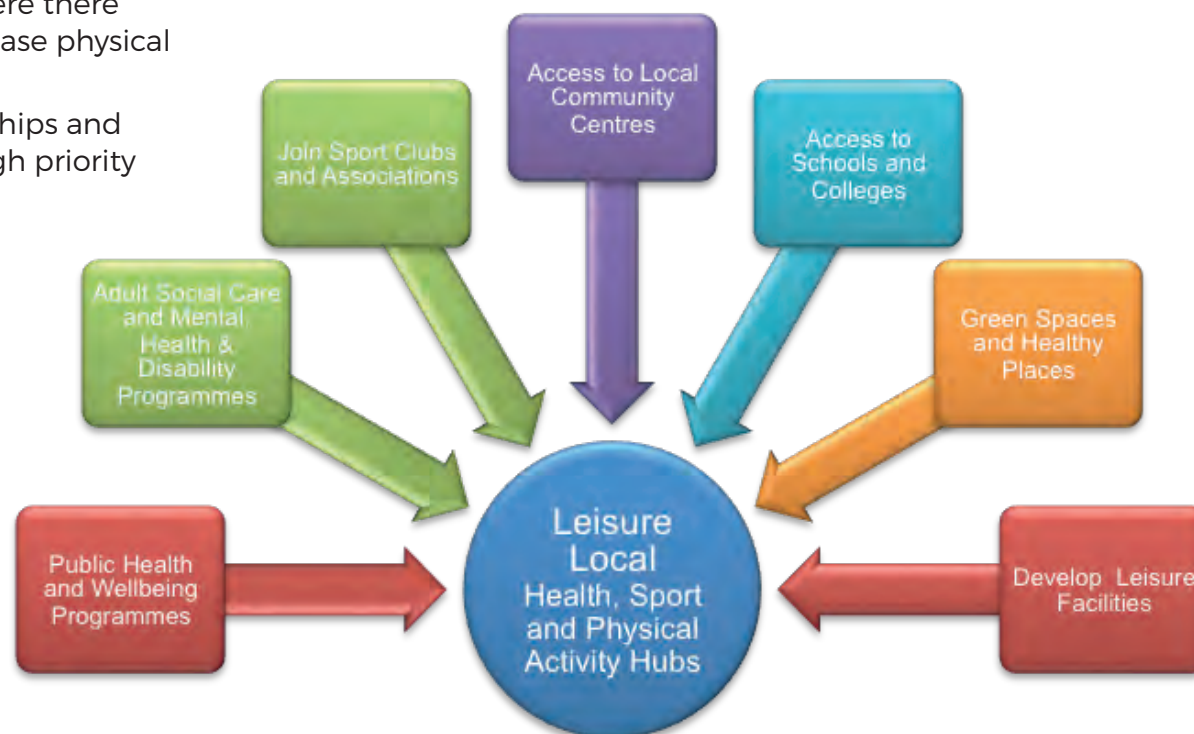 ere there
ase physical
ships and
gh priority
Access to Local
Community
Centres
Join Sport Clubs
and Associations
Access to
Schools and
Colleges
Adult Social Care
and Mental
Health &
Disability
Programmes
Green Spaces
and Healthy
Places
Public Health
and Wellbeing
Programmes
Leisure
Local
Health, Sport
and Physical
Activity Hubs
Develop Leisure
Facilities